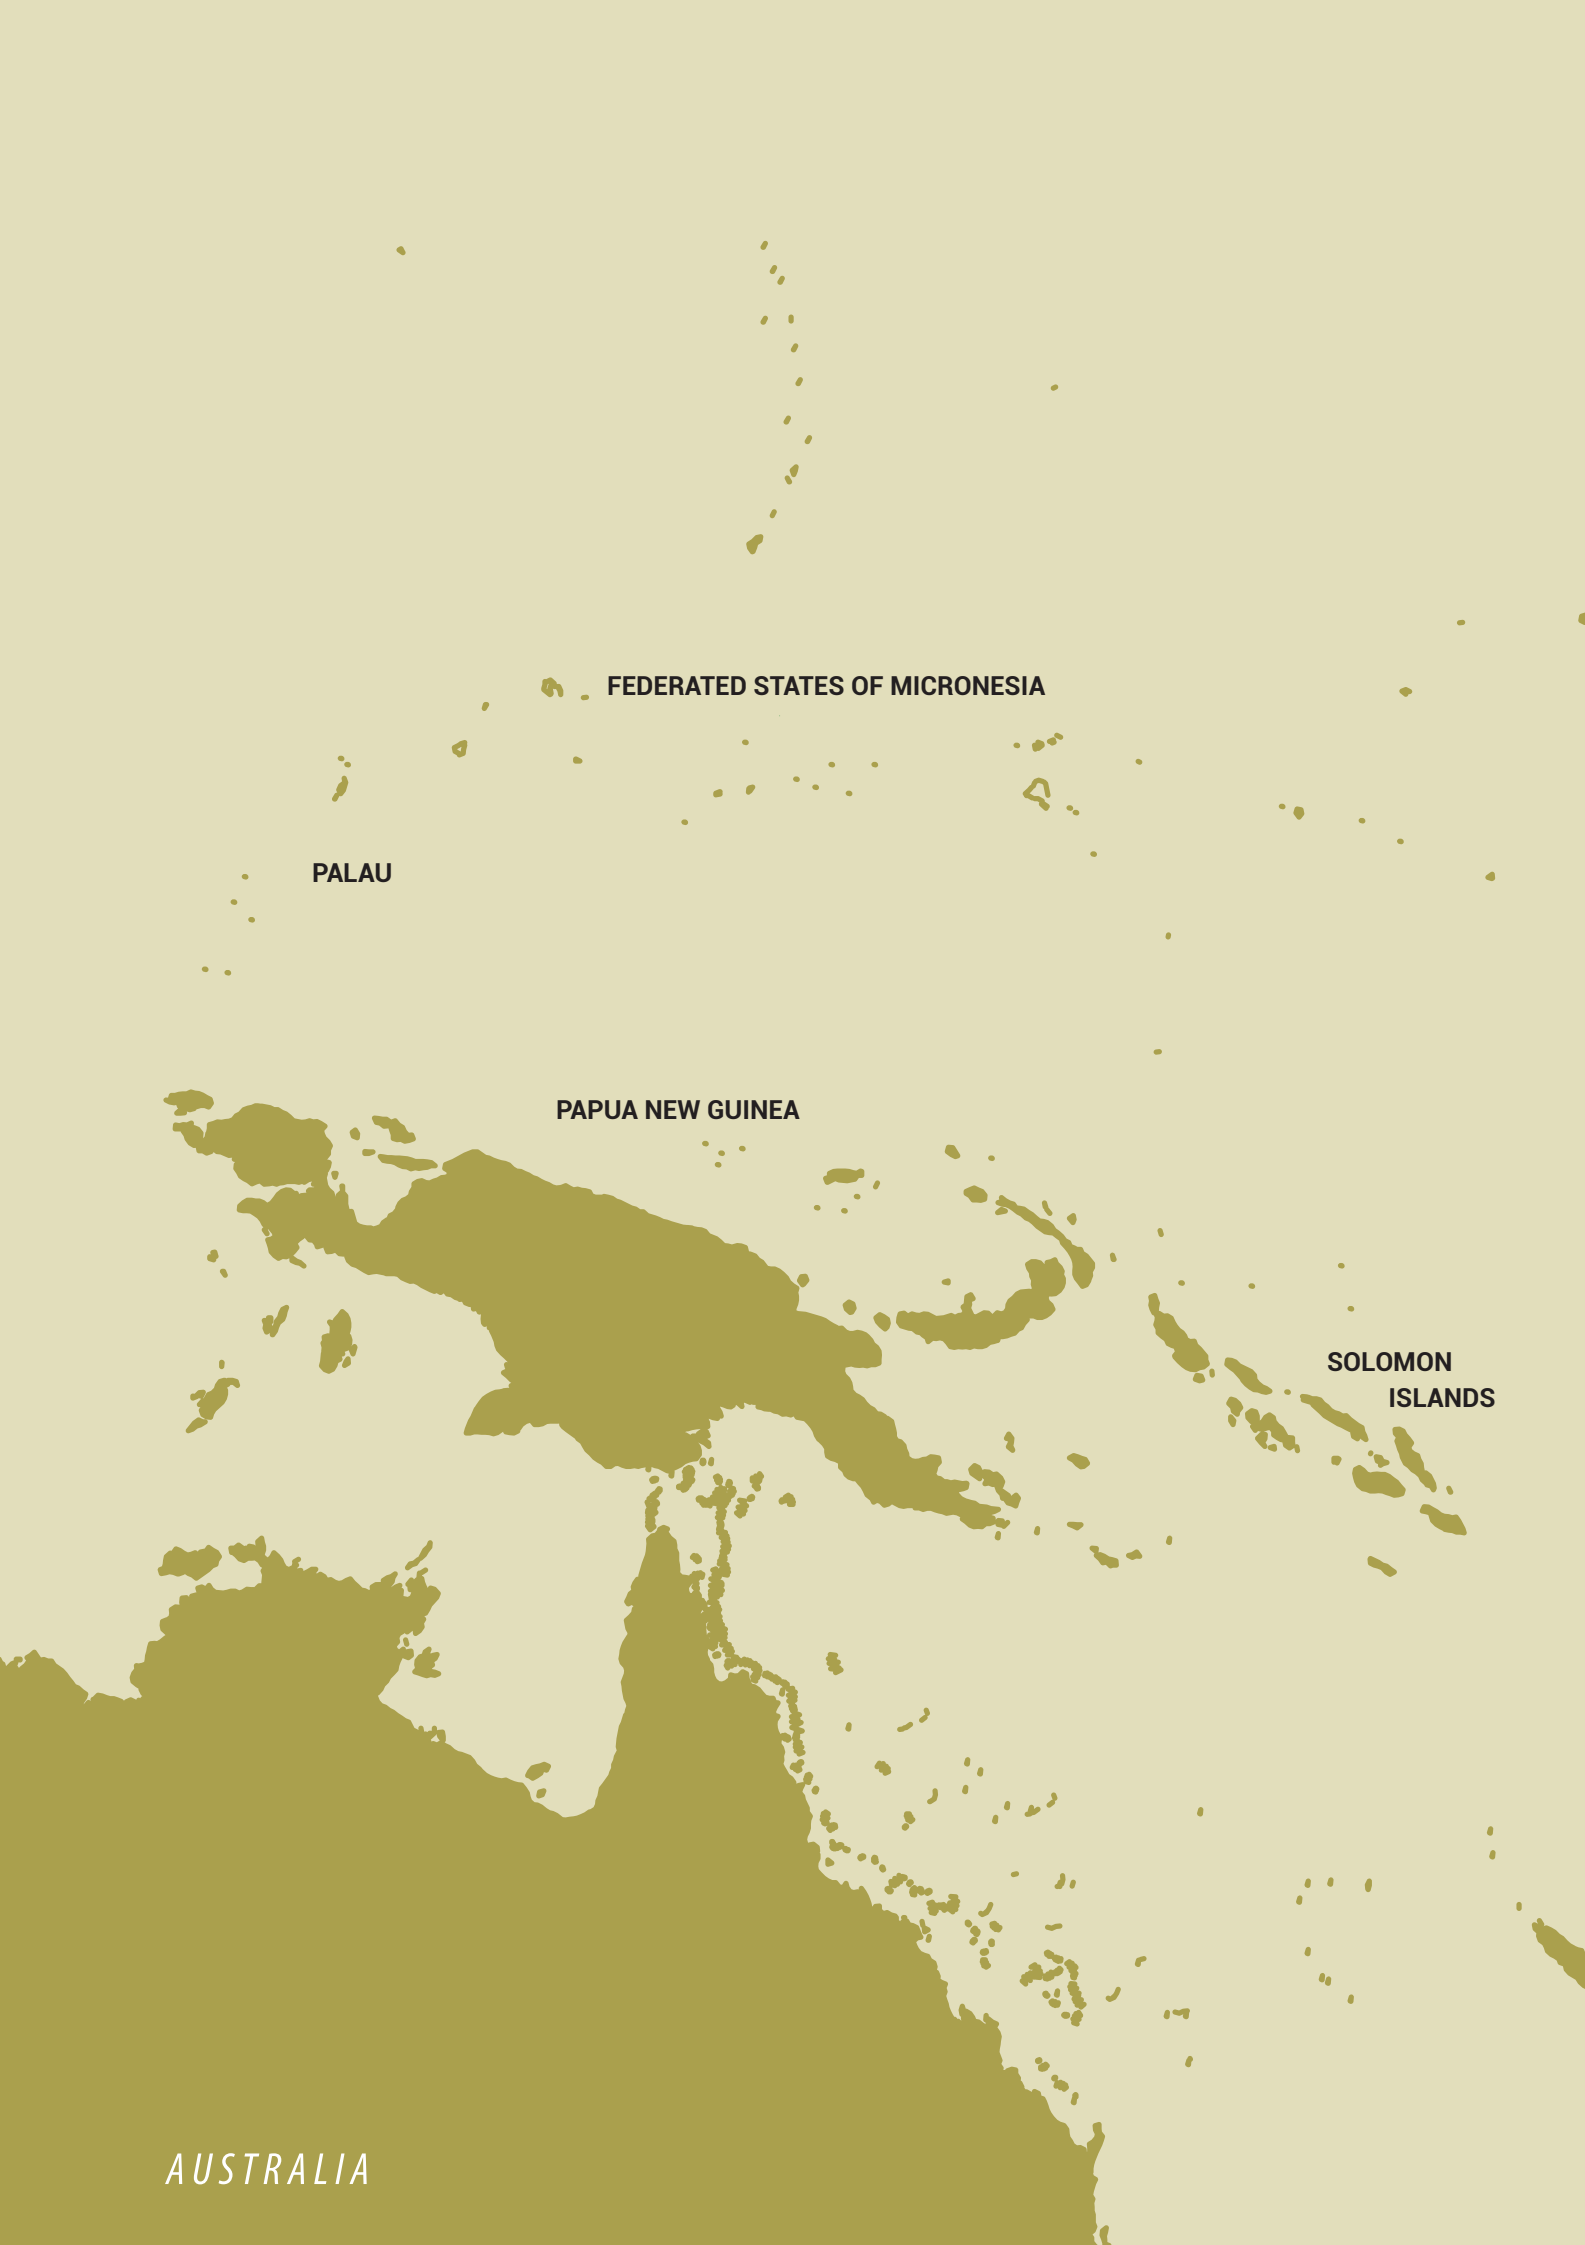 FEDERATED STATES OF MICRONESIA
PALAU
PAPUA NEW GUINEA
SOLOMON
ISLANDS
AUSTRALIA